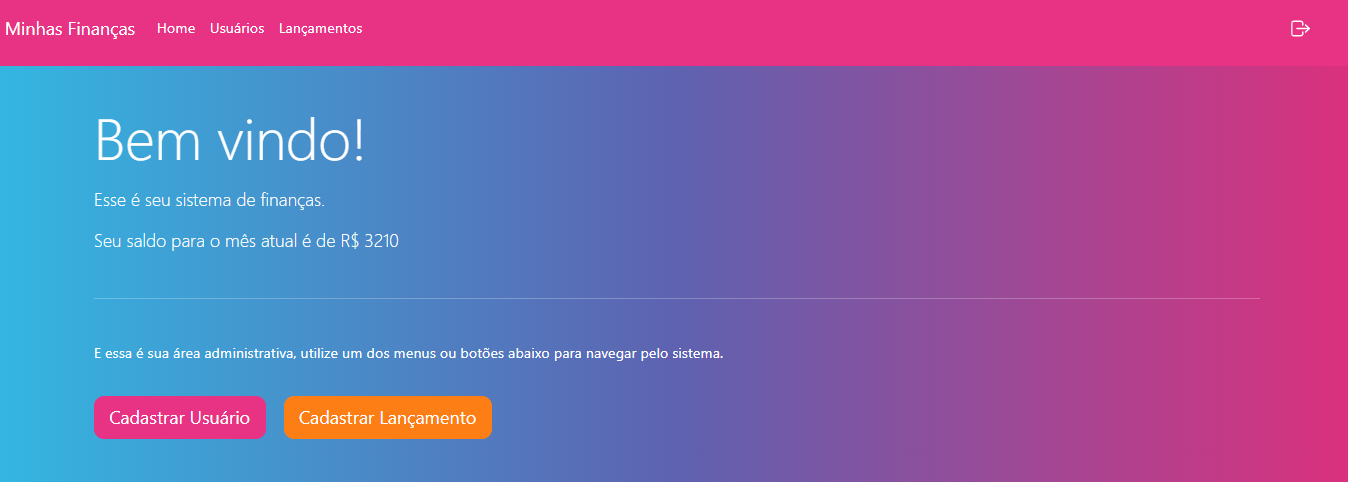 Minhas Finanças Home Usuários Lançamentos
Bem vindo!
Esse é seu sistema de finanças.
Seu saldo para o mês atual é de R$ 3210
E essa é sua área administrativa, utilize um dos menus ou botões abaixo para navegar pelo sistema.
Cadastrar Usuário Cadastrar Lançamento